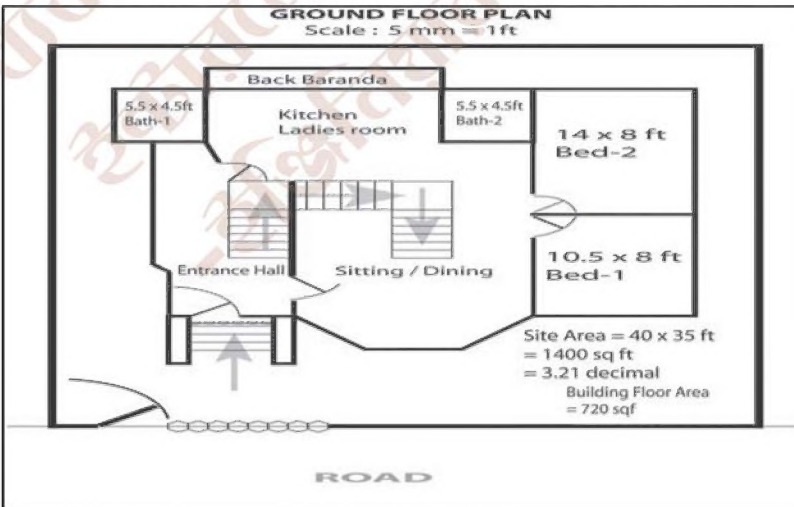 GROUND FLOOR PLAN
Scale : 5 mm = 1ft
Back Baranda
5.5 x 4.5ft
Bath-1
Kitchen
Ladies room
5.5 x 4.5ft
Bath-2
14 x 8 ft
Bed-2
Entrance Hall
Sitting / Dining
10.5 x 8 ft
Bed-1
Site Area = 40 x 35 ft
= 1400 sq ft
= 3.21 decimal
Building Floor Area
= 720 sqf
ROAD